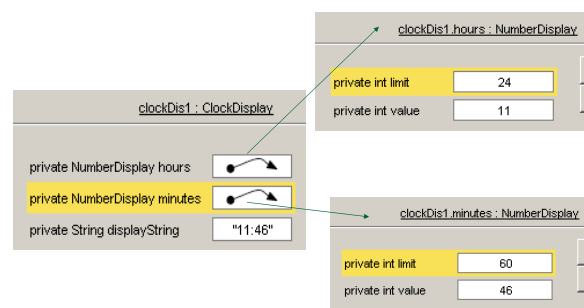 clockDis1 : ClockDisplay
private NumberDisplay hours
private NumberDisplay minutes
private String displayString "11:46"
clockDis1.hours : NumberDisplay
private int limit 24
private int value 11
clockDis1.minutes : NumberDisplay
private int limit 60
private int value 46